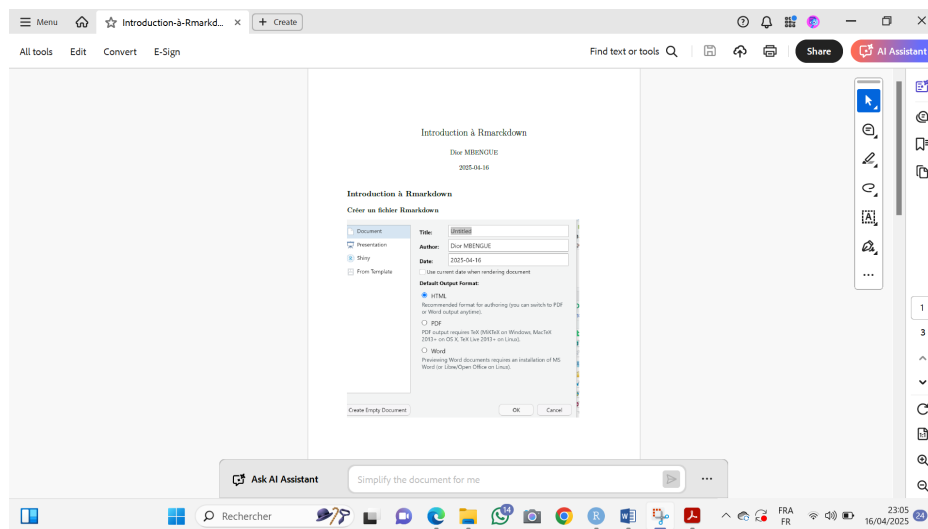 Menu
Introduction-à-Rmarkd...
Create
All tools
Edit
Convert
E-Sign
Find text or tools
Share
AI Assistant
Introduction à Rmarckdown
Dior MBENGUE
2025-04-16
Introduction à Rmarkdown
Créer un fichier Rmarkdown
Document
Presentation
Shiny
From Template
Title: Untitled
Author: Dior MBENGUE
Date: 2025-04-16
Use current date when rendering document
Default Output Format:
HTML
Recommended format for authoring (you can switch to PDF
or Word output anytime).
PDF
PDF output requires TeX (MiKTeX on Windows, MacTeX
2013+ on OS X, TeX Live 2013+ on Linux).
Word
Previewing Word documents requires an installation of MS
Word (or Libre/Open Office on Linux).
Create Empty Document
OK
Cancel
1
3
Ask AI Assistant
Simplify the document for me
Rechercher
14
FRA
FR
23:05
16/04/2025
24